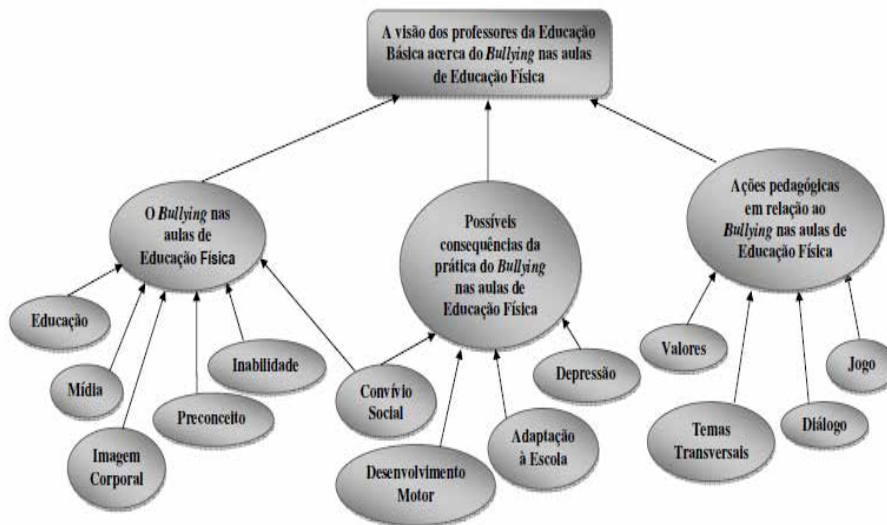 A visão dos professores da Educação
Básica acerca do Bullying nas aulas
de Educação Física
O Bullying nas
aulas de
Educação Física
Possíveis
consequências da
prática do Bullying
nas aulas de
Educação Física
Ações pedagógicas
em relação ao
Bullying nas aulas de
Educação Física
Educação
Mídia
Imagem
Corporal
Preconceito
Inabilidade
Convívio
Social
Desenvolvimento
Motor
Adaptação
à Escola
Depressão
Valores
Temas
Transversais
Diálogo
Jogo